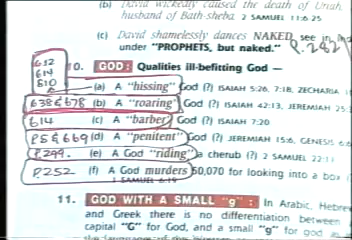 (b) David wickedly caused the death of Uriah,
husband of Bath-sheba. 2 SAMUEL 11:6-25
(c) David shamelessly dances NAKED, see in
under "PROPHETS, but naked." P.282
612
614
610
10. GOD: Qualities ill-befitting God —
(a) A "hissing" God (?) ISAIAH 5:26, 7:18, ZECHARIA
638 & 678 (b) A "roaring" God (?) ISAIAH 42:13, JEREMIAH 25:
614 (c) A "barber" God (?) ISAIAH 7:20
& 669 (d) A "penitent" God (?) JEREMIAH 15:6, GENESIS 6:6
P.299. (e) A God "riding" a cherub (?) 2 SAMUEL 22:11
P.252 (f) A God murders 50,070 for looking into a box
1 SAMUEL 6:19
11. GOD WITH A SMALL "g" : In Arabic, Hebrew
and Greek there is no differentiation between
capital "G" for God, and a small "g" for god